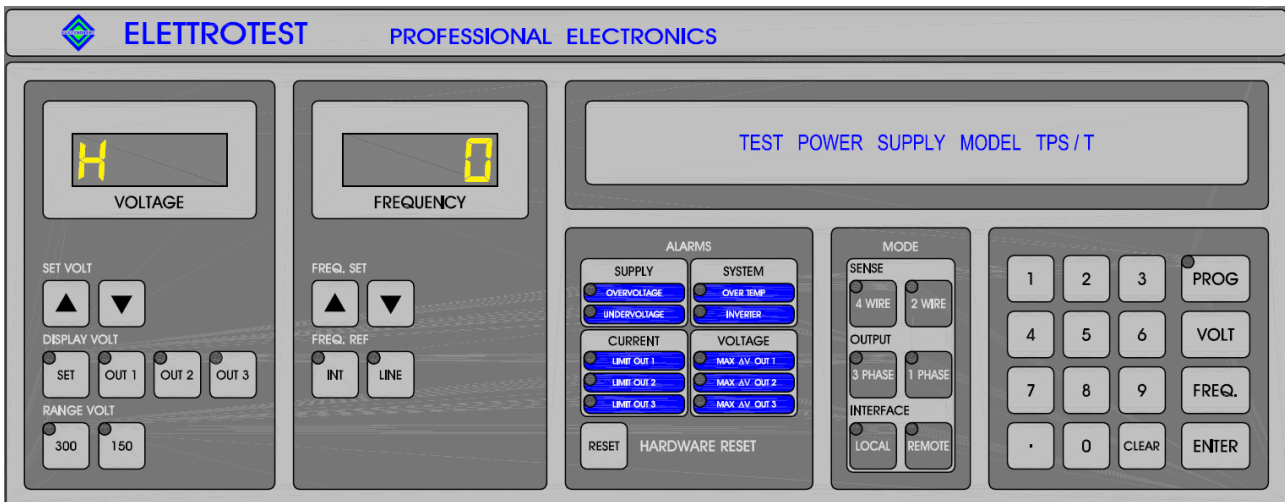 ELETTROTEST PROFESSIONAL ELECTRONICS
H
VOLTAGE
SET VOLT
DISPLAY VOLT
SET OUT 1 OUT 2 OUT 3
RANGE VOLT
300 150
0
FREQUENCY
FREQ. SET
FREQ. REF
INT LINE
TEST POWER SUPPLY MODEL TPS / T
ALARMS
SUPPLY
OVERVOLTAGE
UNDERVOLTAGE
SYSTEM
OVER TEMP
INVERTER
CURRENT
LIMIT OUT 1
LIMIT OUT 2
LIMIT OUT 3
VOLTAGE
MAX ΔV OUT 1
MAX ΔV OUT 2
MAX ΔV OUT 3
RESET HARDWARE RESET
MODE
SENSE
4 WIRE 2 WIRE
OUTPUT
3 PHASE 1 PHASE
INTERFACE
LOCAL REMOTE
1 2 3 PROG
4 5 6 VOLT
7 8 9 FREQ.
. 0 CLEAR ENTER